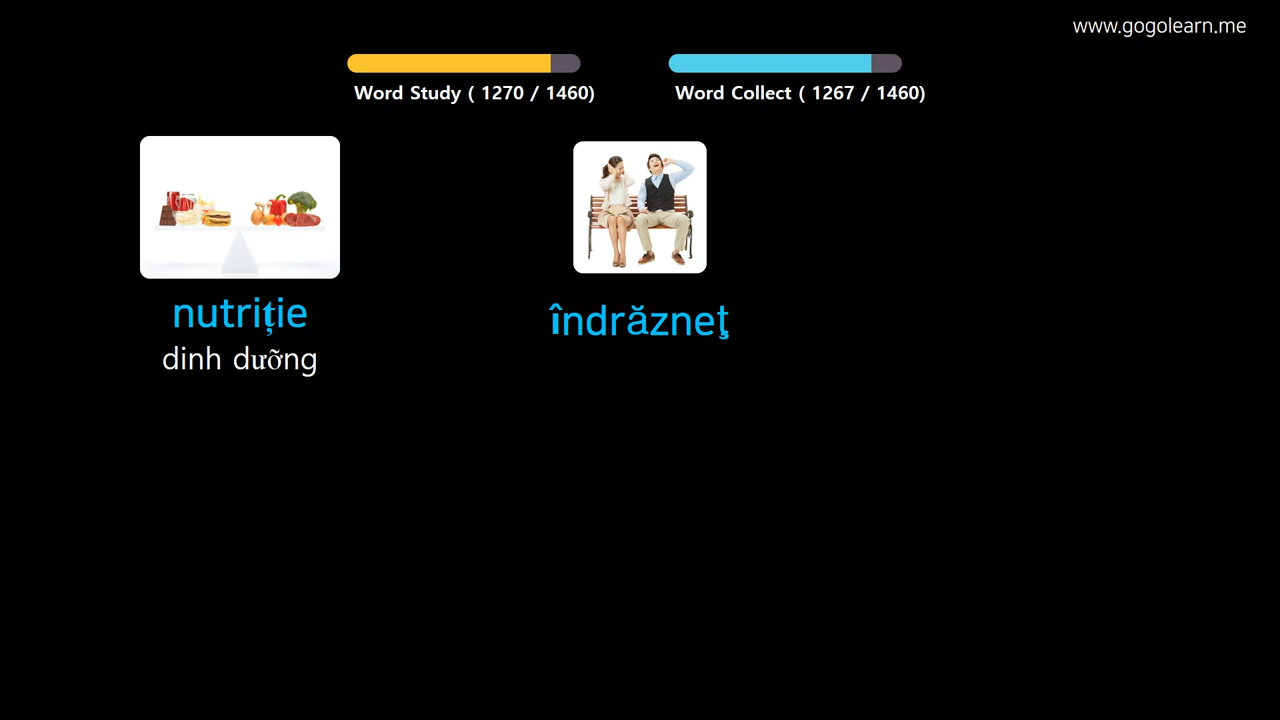 www.gogolearn.me
Word Study ( 1270 / 1460)
Word Collect ( 1267 / 1460)
nutriție
dinh dưỡng
îndrăzneţ